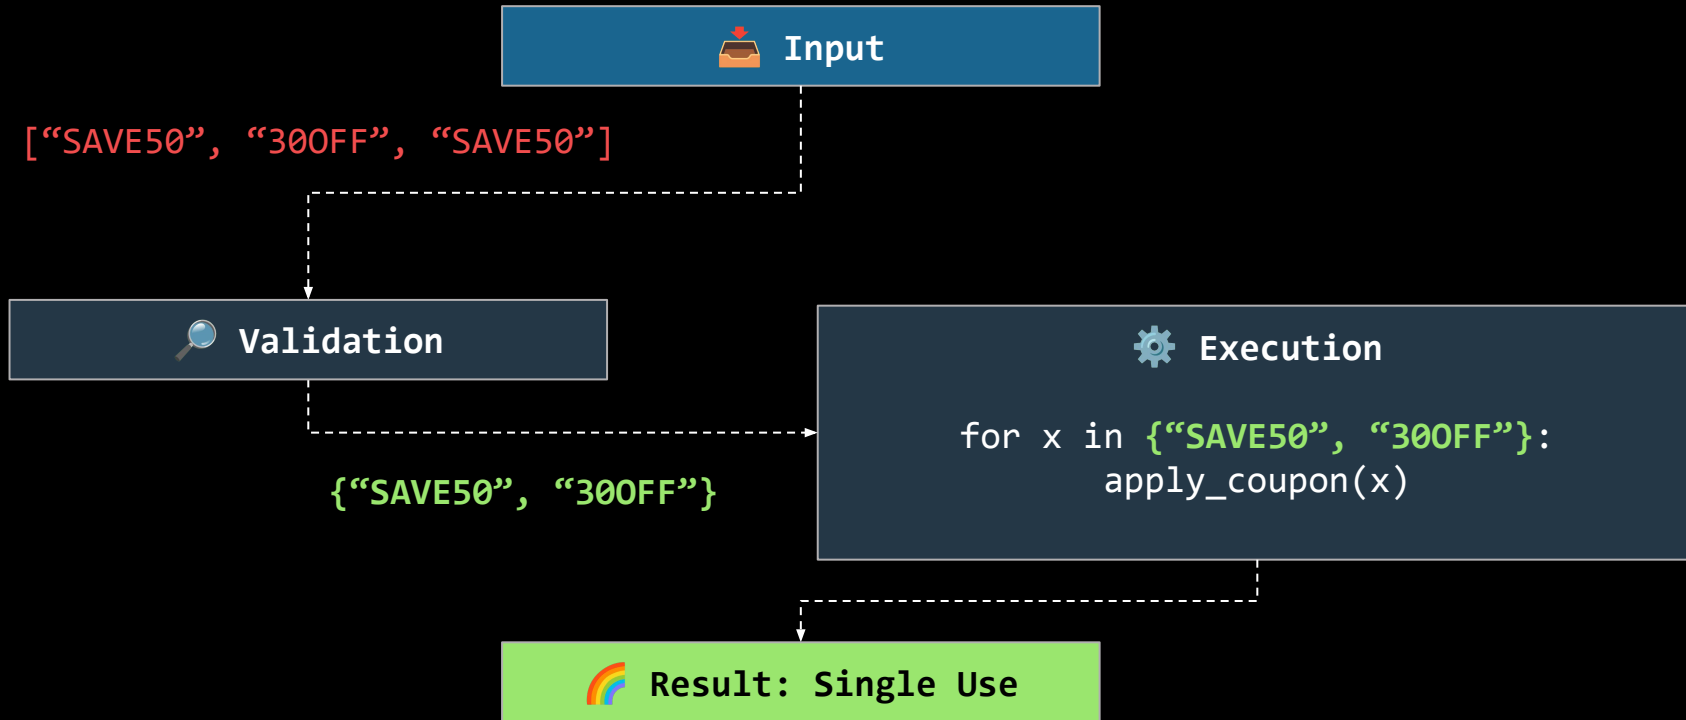 📥 Input
[“SAVE50”, “30OFF”, “SAVE50”]
🔎 Validation
{“SAVE50”, “30OFF”}
⚙️ Execution
for x in {“SAVE50”, “30OFF”}:
apply_coupon(x)
🌈 Result: Single Use